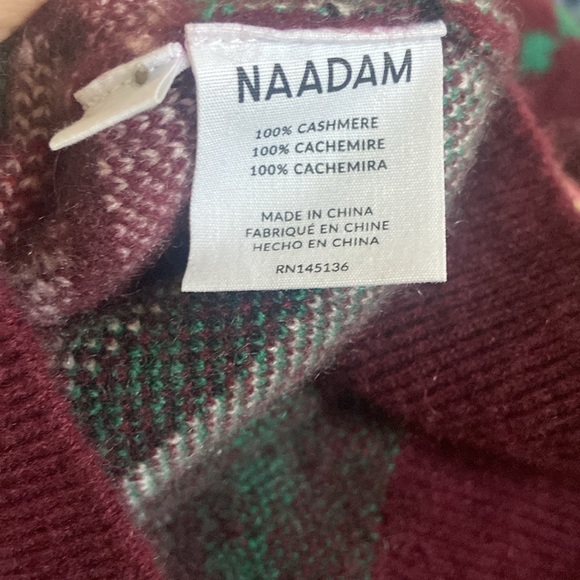 NAADAM
100% CASHMERE
100% CACHEMIRE
100% CACHEMIRA
MADE IN CHINA
FABRIQUÉ EN CHINE
HECHO EN CHINA
RN145136